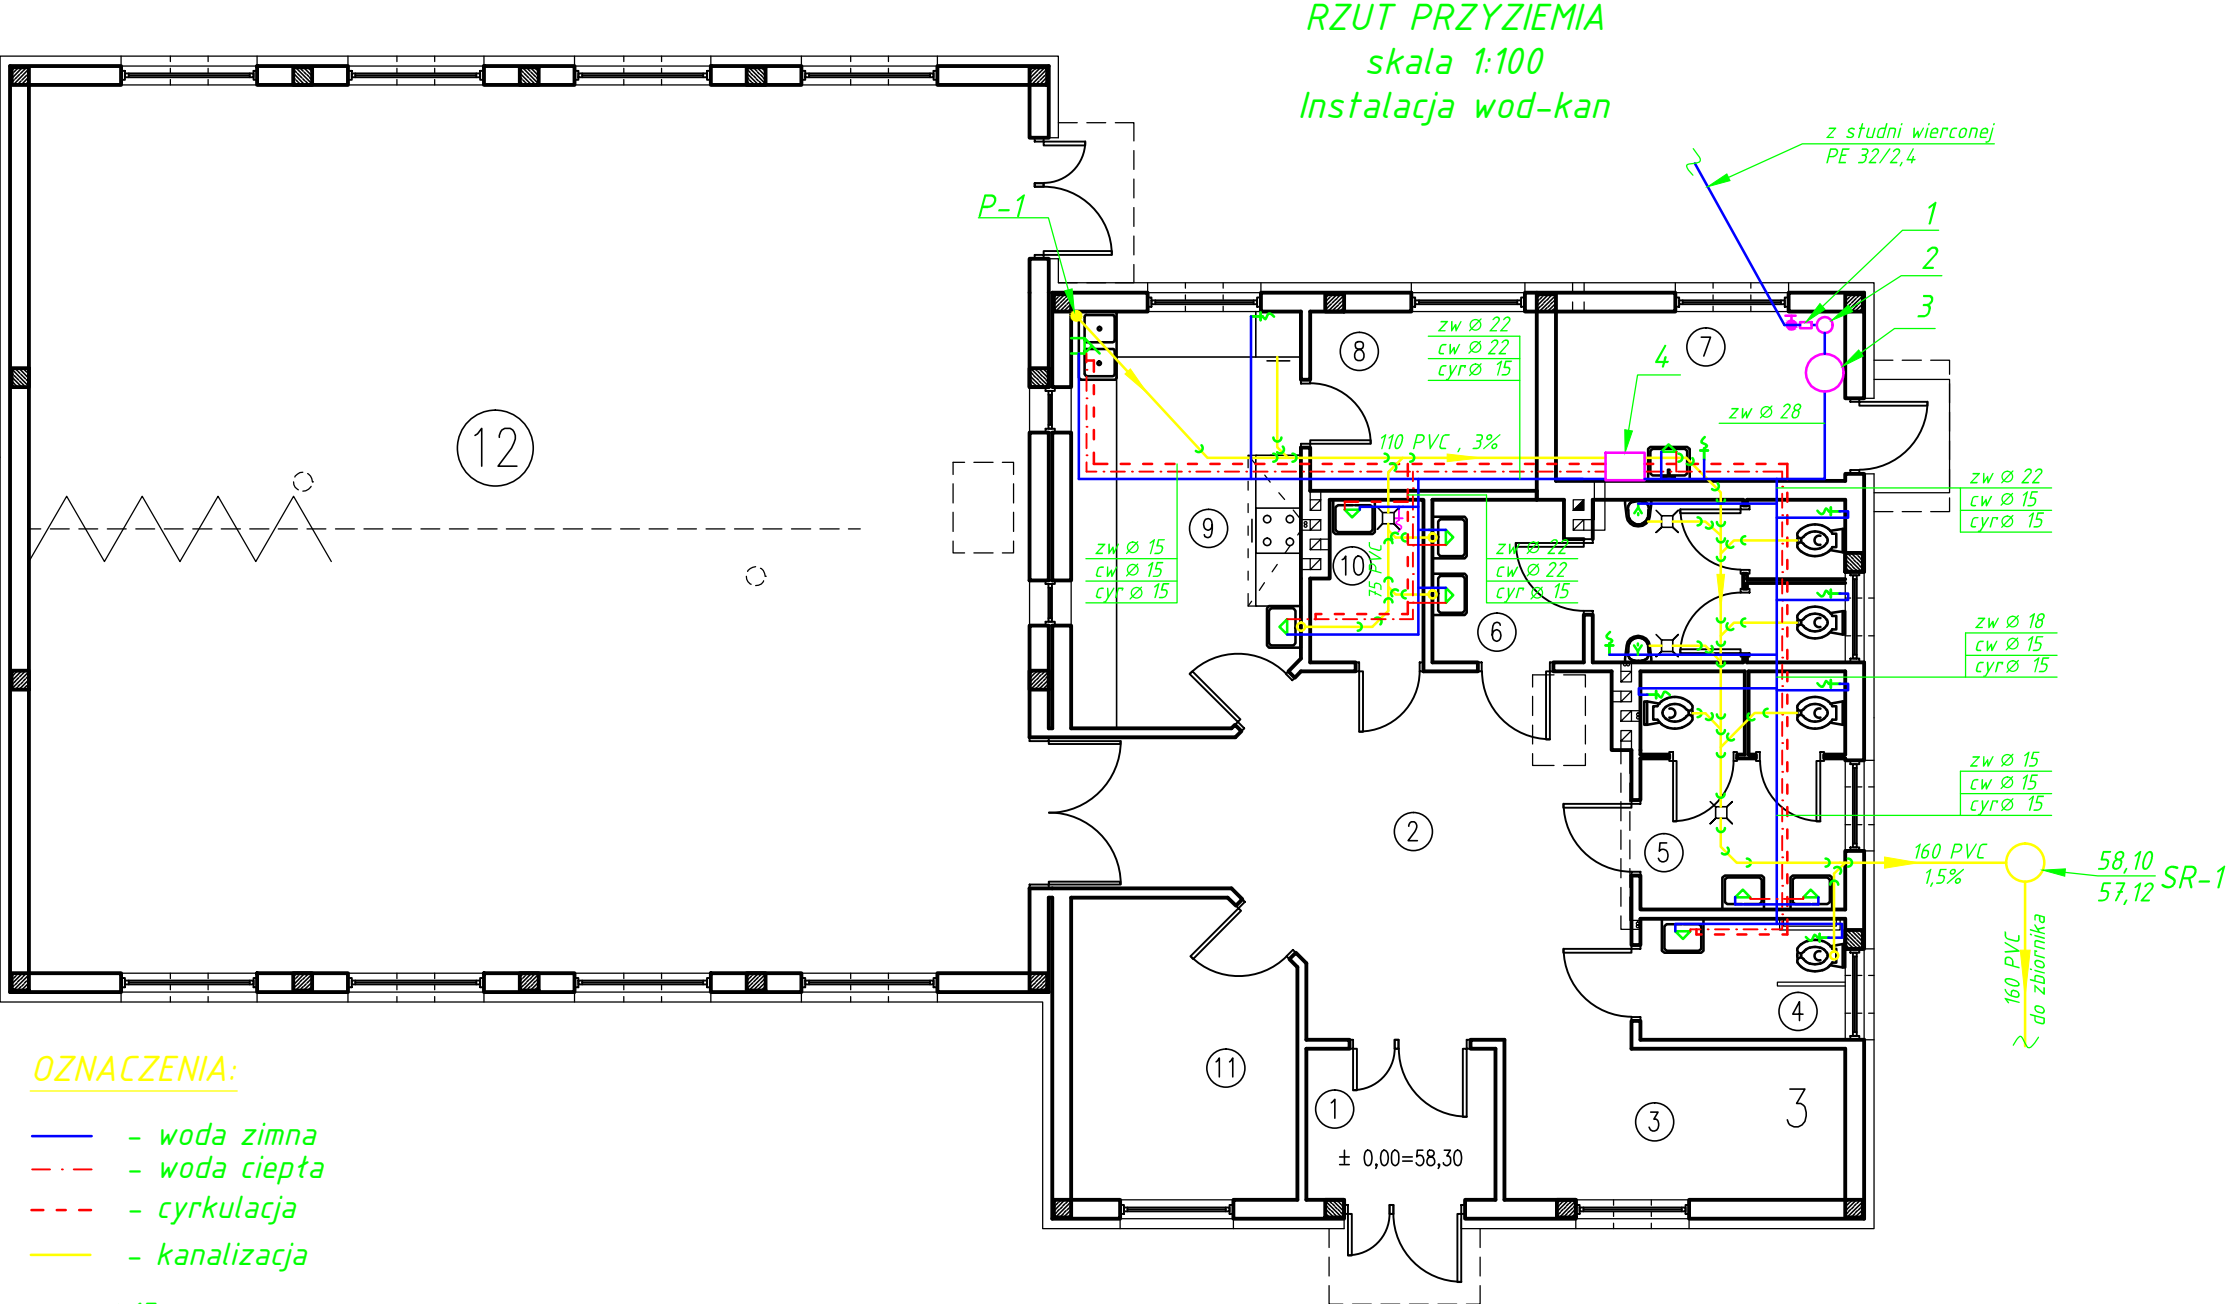 RZUT PRZYZIEMIA
skala 1:100
Instalacja wod-kan
z studni wierconej
PE 32/2,4
P-1
1
2
3
4
zw Ø 22
cw Ø 22
cyrØ 15
8
7
zw Ø 28
12
110 PVC , 3%
zw Ø 22
cw Ø 15
cyrØ 15
9
10
75 PVC
zw Ø 15
cw Ø 15
cyr Ø 15
zw Ø 22
cw Ø 22
cyr Ø 15
6
zw Ø 18
cw Ø 15
cyrØ 15
zw Ø 15
cw Ø 15
cyrØ 15
2
5
160 PVC
1,5%
58,10
57,12
SR-1
160 PVC
do zbiornika
4
11
1
3
3
± 0,00=58,30
OZNACZENIA:
- woda zimna
- woda ciepła
- cyrkulacja
- kanalizacja